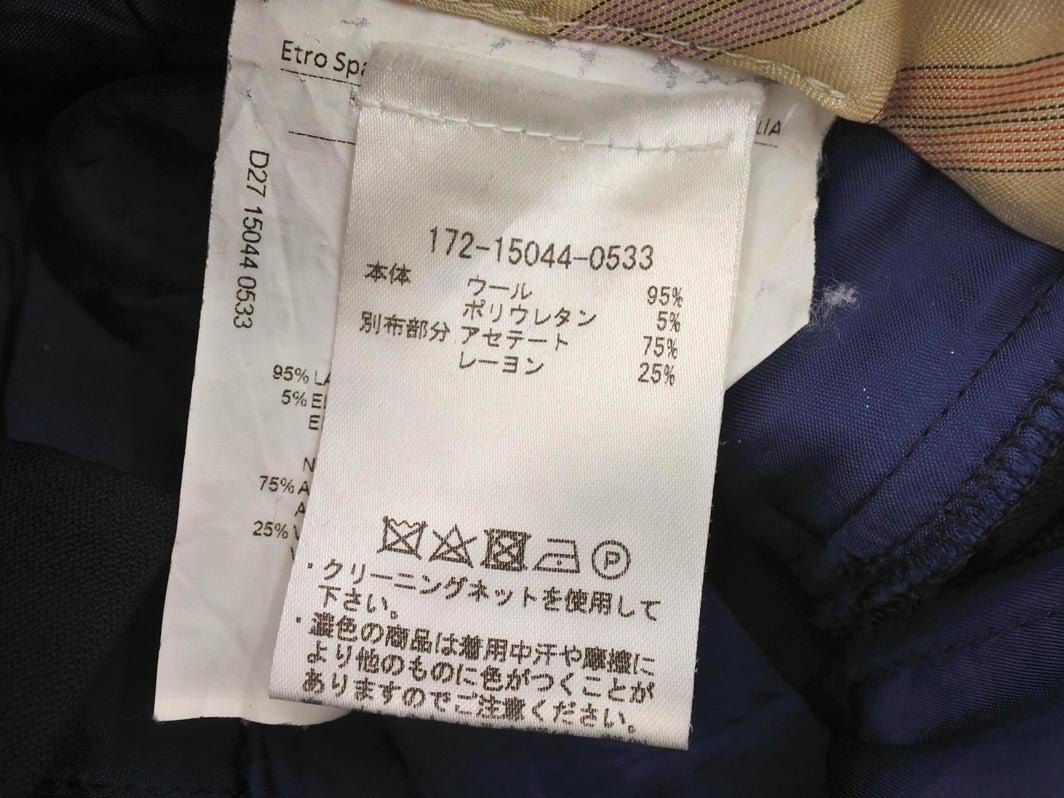 Etro Spa
LIA
D27 15044 0533
95% LA
5% E
E
N
75% A
A
25% V
172-15044-0533
本体 ウール 95%
ポリウレタン 5%
別布部分 アセテート 75%
レーヨン 25%
P
・クリーニングネットを使用して
下さい。
・濃色の商品は着用中汗や摩擦に
より他のものに色がつくことが
ありますのでご注意ください。